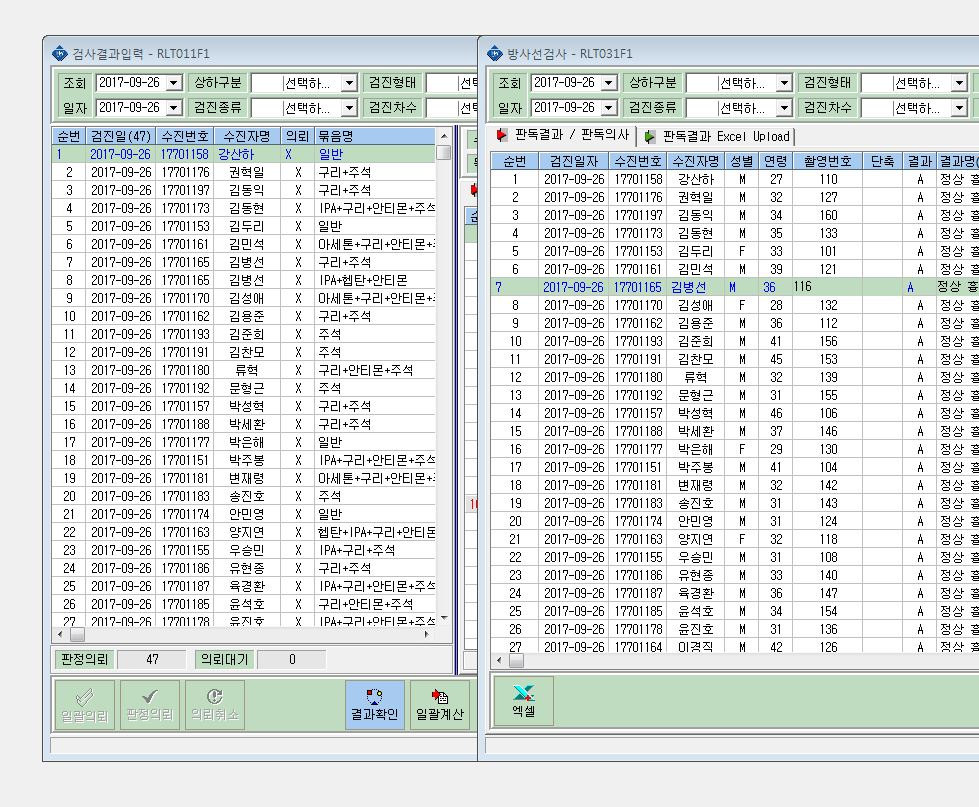 검사결과입력 - RLT011F1
조회 2017-09-26 상하구분 선택하... 검진형태
일자 2017-09-26 검진종류 선택하... 검진차수
순번 검진일(47) 수진번호 수진자명 의뢰 묶음명
1 2017-09-26 17701158 강산하 X 일반
2 2017-09-26 17701176 권혁일 X 구리+주석
3 2017-09-26 17701197 김동익 X 구리+주석
4 2017-09-26 17701173 김동현 X IPA+구리+안티몬+주석
5 2017-09-26 17701153 김두리 X 일반
6 2017-09-26 17701161 김민석 X 아세톤+구리+안티몬+
7 2017-09-26 17701165 김병선 X 구리+주석
8 2017-09-26 17701165 김병선 X IPA+헵탄+안티몬
9 2017-09-26 17701170 김성애 X 아세톤+구리+안티몬+
10 2017-09-26 17701162 김용준 X 구리+주석
11 2017-09-26 17701193 김준희 X 주석
12 2017-09-26 17701191 김찬모 X 주석
13 2017-09-26 17701180 류혁 X 구리+안티몬+주석
14 2017-09-26 17701192 문형근 X 주석
15 2017-09-26 17701157 박성혁 X 구리+주석
16 2017-09-26 17701188 박세환 X 구리+주석
17 2017-09-26 17701177 박은해 X 일반
18 2017-09-26 17701151 박주봉 X IPA+구리+안티몬+주석
19 2017-09-26 17701181 변재령 X 아세톤+구리+안티몬+
20 2017-09-26 17701183 송진호 X 주석
21 2017-09-26 17701174 안민영 X 일반
22 2017-09-26 17701163 양지연 X 헵탄+IPA+구리+안티몬
23 2017-09-26 17701155 우승민 X IPA+구리+주석
24 2017-09-26 17701186 유현종 X 구리+주석
25 2017-09-26 17701187 육경환 X IPA+구리+안티몬+주석
26 2017-09-26 17701185 윤석호 X 구리+안티몬+주석
27 2017-09-26 17701178 윤진호 X IPA+구리+안티몬+주석
판정의뢰 47 의뢰대기 0
일괄의뢰 판정의뢰 의뢰취소 결과확인 일괄계산
방사선검사 - RLT031F1
조회 2017-09-26 상하구분 선택하... 검진형태 선택하...
일자 2017-09-26 검진종류 선택하... 검진차수 선택하...
판독결과 / 판독의사 판독결과 Excel Upload
순번 검진일자 수진번호 수진자명 성별 연령 촬영번호 단축 결과 결과명(
1 2017-09-26 17701158 강산하 M 27 110 A 정상 흉
2 2017-09-26 17701176 권혁일 M 32 127 A 정상 흉
3 2017-09-26 17701197 김동익 M 34 160 A 정상 흉
4 2017-09-26 17701173 김동현 M 35 133 A 정상 흉
5 2017-09-26 17701153 김두리 F 33 101 A 정상 흉
6 2017-09-26 17701161 김민석 M 39 121 A 정상 흉
7 2017-09-26 17701165 김병선 M 36 116 A 정상 흉
8 2017-09-26 17701170 김성애 F 28 132 A 정상 흉
9 2017-09-26 17701162 김용준 M 36 112 A 정상 흉
10 2017-09-26 17701193 김준희 M 41 156 A 정상 흉
11 2017-09-26 17701191 김찬모 M 45 153 A 정상 흉
12 2017-09-26 17701180 류혁 M 32 139 A 정상 흉
13 2017-09-26 17701192 문형근 M 31 155 A 정상 흉
14 2017-09-26 17701157 박성혁 M 46 106 A 정상 흉
15 2017-09-26 17701188 박세환 M 37 146 A 정상 흉
16 2017-09-26 17701177 박은해 F 29 130 A 정상 흉
17 2017-09-26 17701151 박주봉 M 41 104 A 정상 흉
18 2017-09-26 17701181 변재령 M 32 142 A 정상 흉
19 2017-09-26 17701183 송진호 M 31 143 A 정상 흉
20 2017-09-26 17701174 안민영 M 31 124 A 정상 흉
21 2017-09-26 17701163 양지연 F 32 118 A 정상 흉
22 2017-09-26 17701155 우승민 M 31 108 A 정상 흉
23 2017-09-26 17701186 유현종 M 33 140 A 정상 흉
24 2017-09-26 17701187 육경환 M 36 147 A 정상 흉
25 2017-09-26 17701185 윤석호 M 34 154 A 정상 흉
26 2017-09-26 17701178 윤진호 M 31 136 A 정상 흉
27 2017-09-26 17701164 이경직 M 42 126 A 정상 흉
엑셀